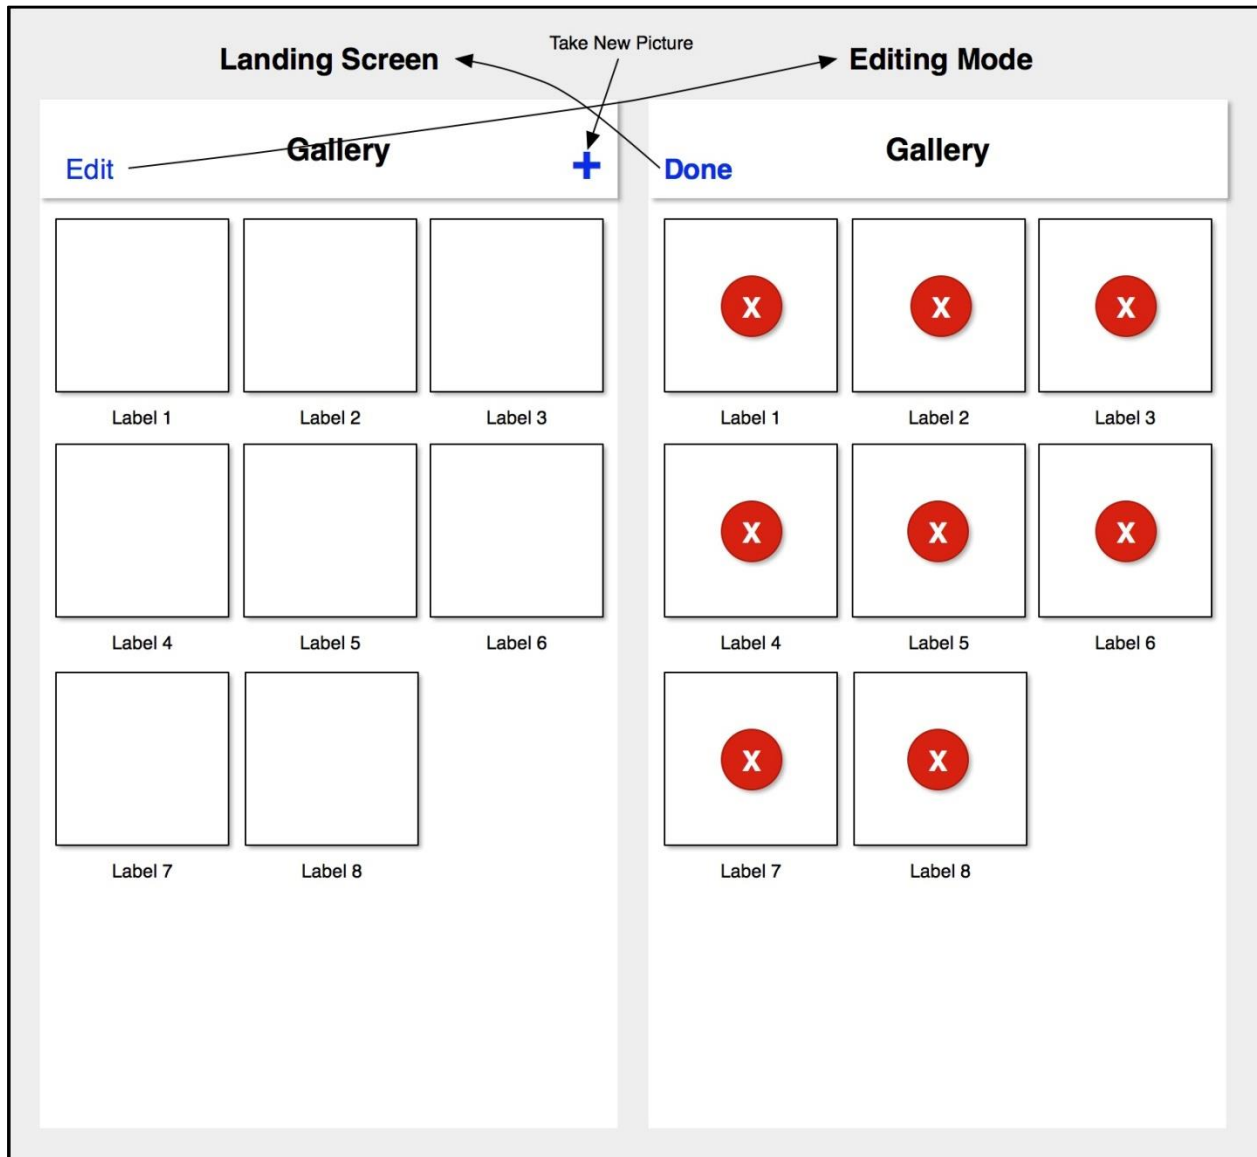 Take New Picture
Landing Screen
Editing Mode
Gallery
Edit
+
Gallery
Done
Label 1
Label 2
Label 3
Label 4
Label 5
Label 6
Label 7
Label 8
x
x
x
Label 1
Label 2
Label 3
x
x
x
Label 4
Label 5
Label 6
x
x
Label 7
Label 8